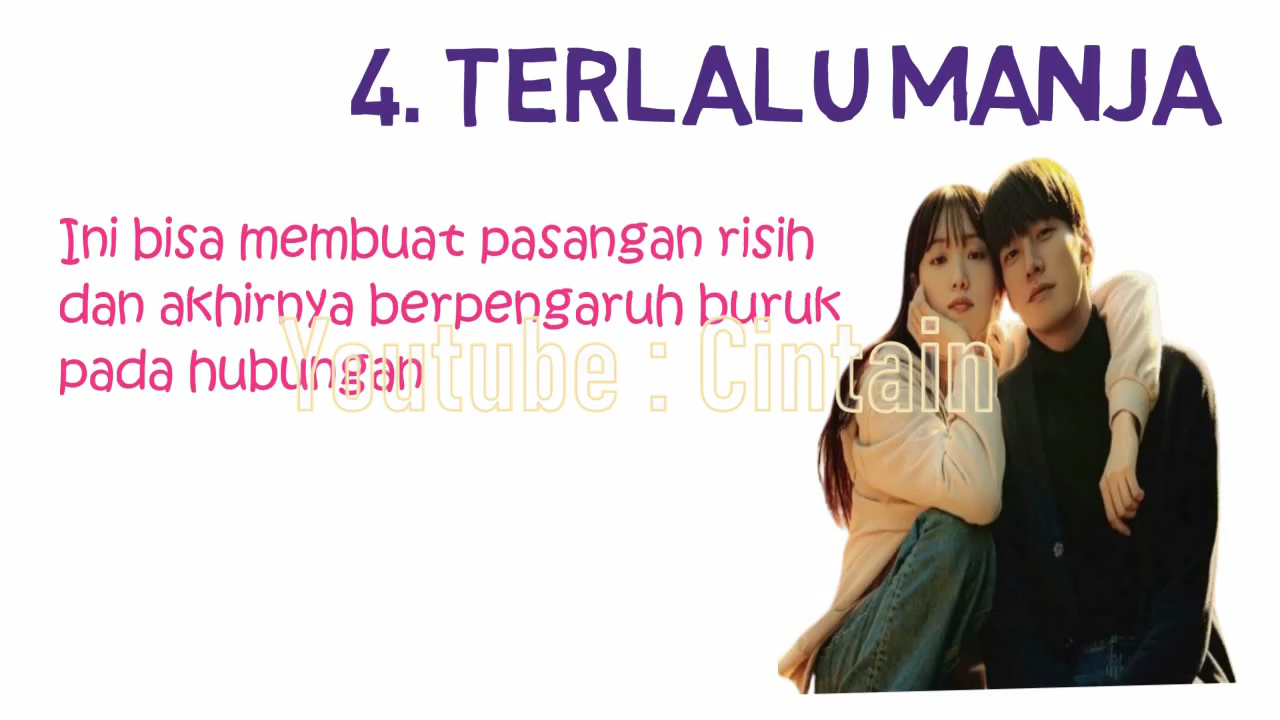 4. TERLALU MANJA
Ini bisa membuat pasangan risih
dan akhirnya berpengaruh buruk
pada hubungan
Youtube : Cintain